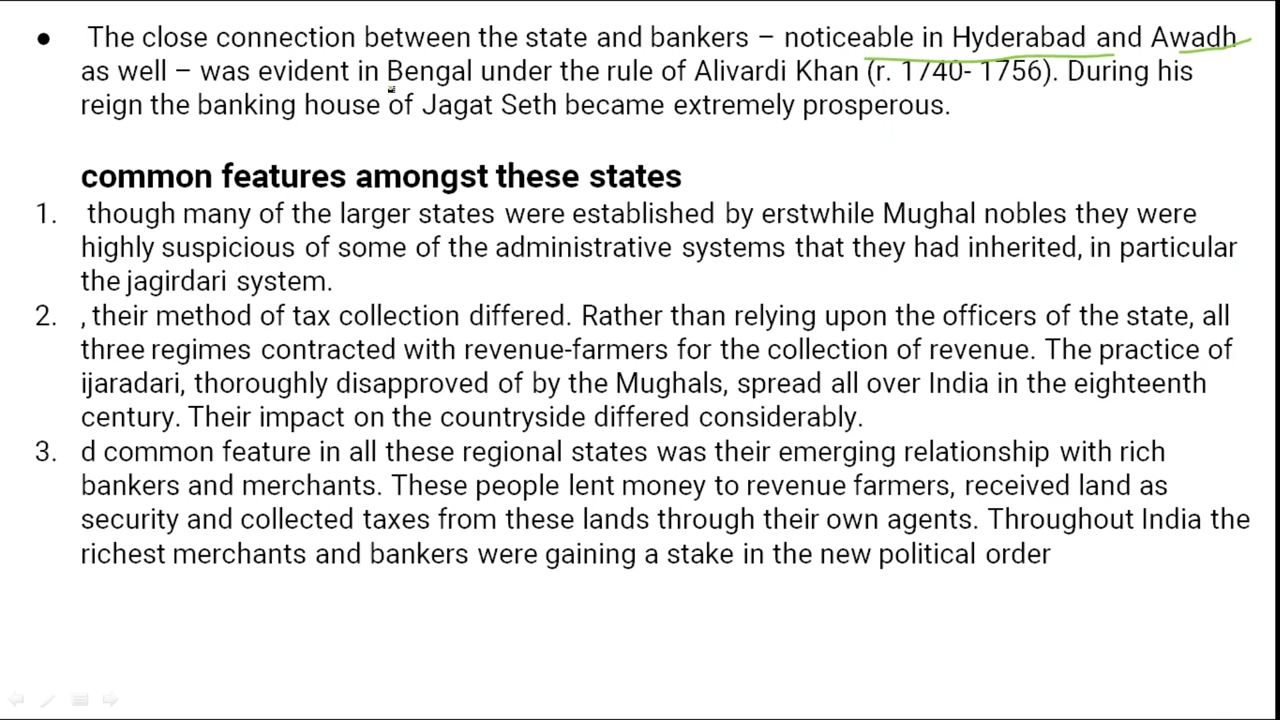 ● The close connection between the state and bankers – noticeable in Hyderabad and Awadh
as well – was evident in Bengal under the rule of Alivardi Khan (r. 1740- 1756). During his
reign the banking house of Jagat Seth became extremely prosperous.
common features amongst these states
1. though many of the larger states were established by erstwhile Mughal nobles they were
highly suspicious of some of the administrative systems that they had inherited, in particular
the jagirdari system.
2. , their method of tax collection differed. Rather than relying upon the officers of the state, all
three regimes contracted with revenue-farmers for the collection of revenue. The practice of
ijaradari, thoroughly disapproved of by the Mughals, spread all over India in the eighteenth
century. Their impact on the countryside differed considerably.
3. d common feature in all these regional states was their emerging relationship with rich
bankers and merchants. These people lent money to revenue farmers, received land as
security and collected taxes from these lands through their own agents. Throughout India the
richest merchants and bankers were gaining a stake in the new political order